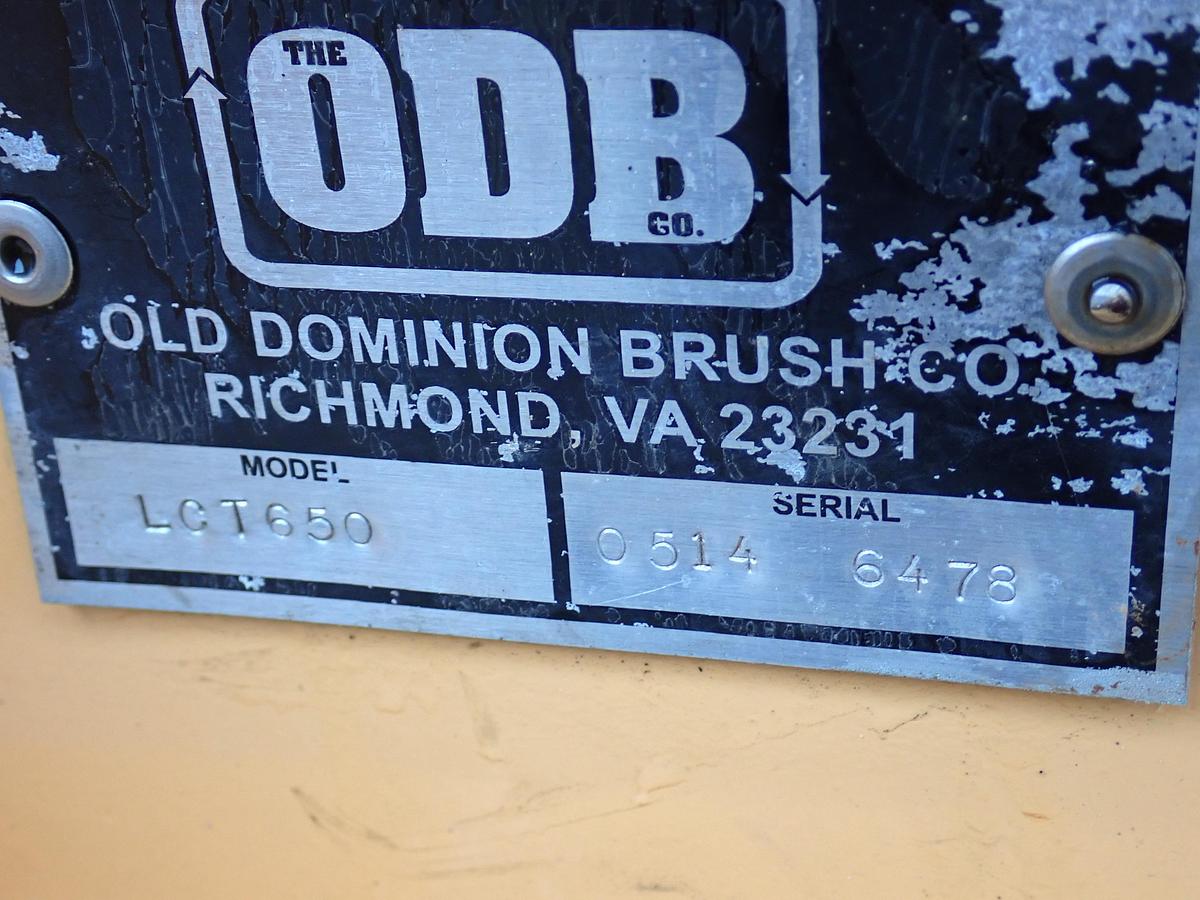 THE
ODB
CO.
OLD DOMINION BRUSH CO
RICHMOND, VA 23231
MODEL
LCT650
SERIAL
0514 6478